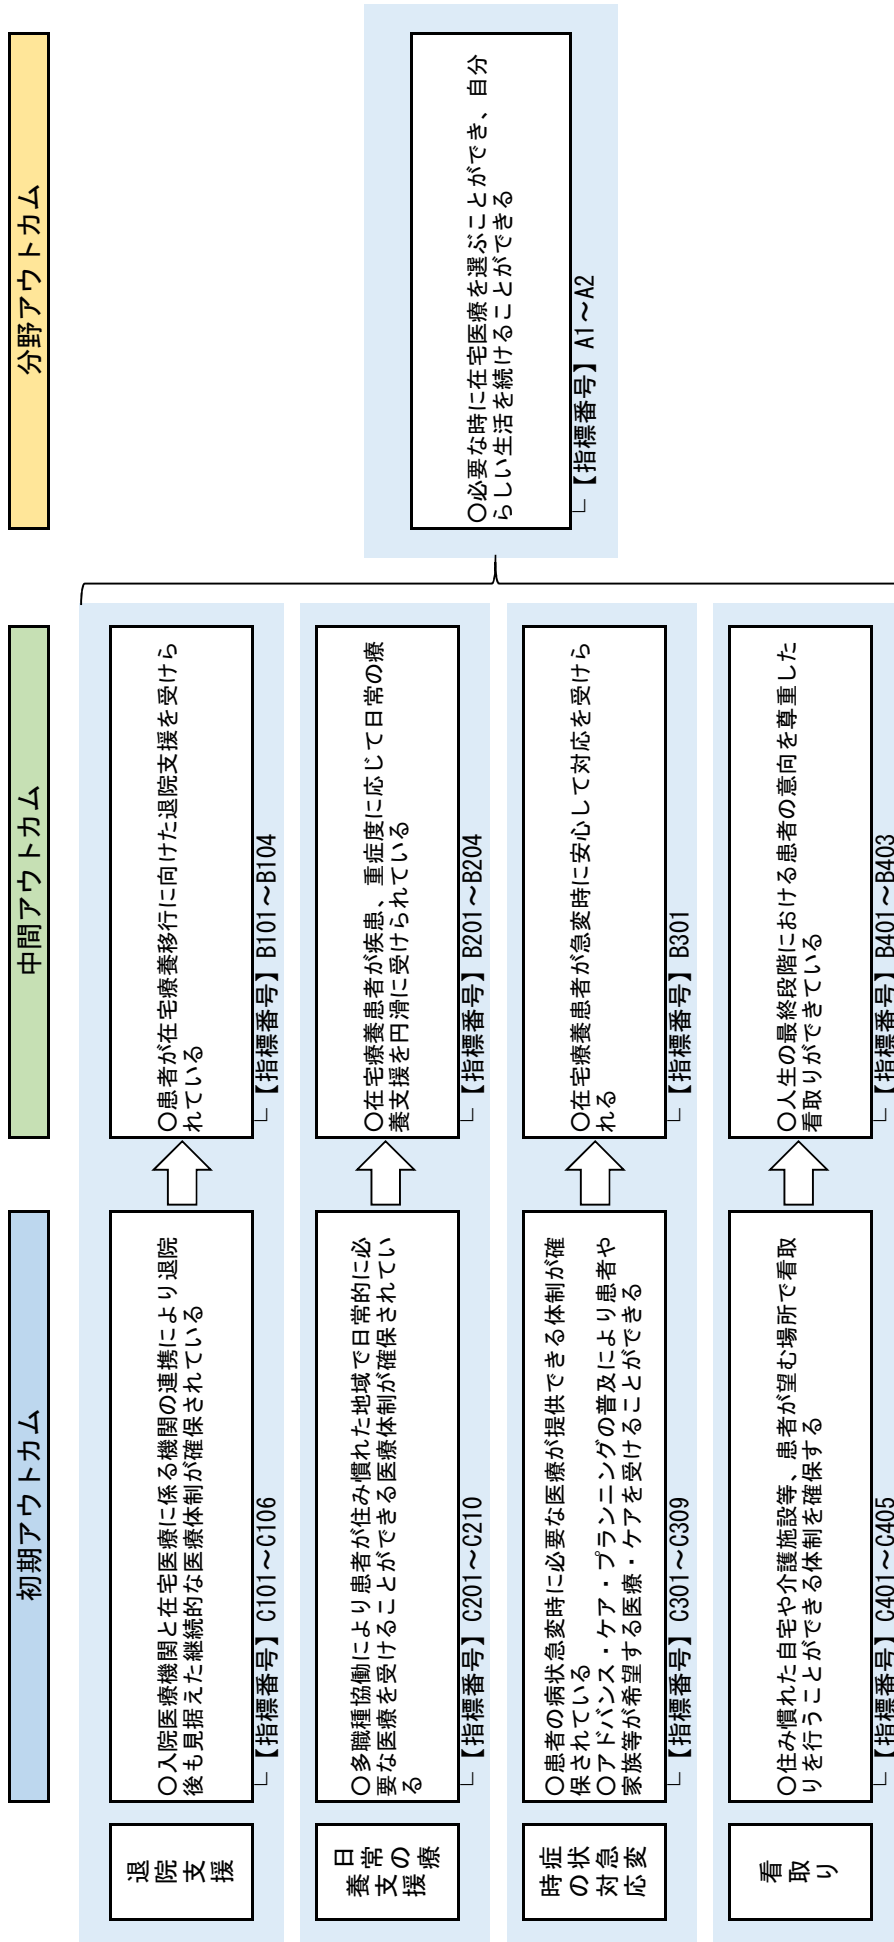 初期アウトカム
中間アウトカム
分野アウトカム
退院支援
〇入院医療機関と在宅医療に係る機関の連携により退院
後も見据えた継続的な医療体制が確保されている
【指標番号】C101～C106
〇患者が在宅療養移行に向けた退院支援を受けら
れている
【指標番号】B101～B104
日常の療
養支援
〇多職種協働により患者が住み慣れた地域で日常的に必
要な医療を受けることができる医療体制が確保されてい
る
【指標番号】C201～C210
〇在宅療養患者が疾患、重症度に応じて日常の療
養支援を円滑に受けられている
【指標番号】B201～B204
症状急変
時の対応
〇患者の病状急変時に必要な医療が提供できる体制が確
保されている
〇アドバンス・ケア・プランニングの普及により患者や
家族等が希望する医療・ケアを受けることができる
【指標番号】C301～C309
〇在宅療養患者が急変時に安心して対応を受けら
れる
【指標番号】B301
看取り
〇住み慣れた自宅や介護施設等、患者が望む場所で看取
りを行うことができる体制を確保する
【指標番号】C401～C405
〇人生の最終段階における患者の意向を尊重した
看取りができている
【指標番号】B401～B403
〇必要な時に在宅医療を選ぶことができ、自分
らしい生活を続けることができる
【指標番号】A1～A2